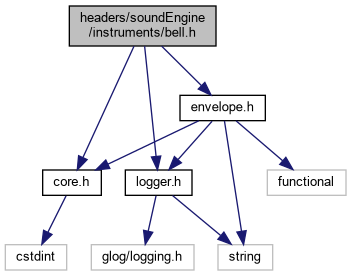 headers/soundEngine
/instruments/bell.h
envelope.h
core.h
logger.h
functional
cstdint
glog/logging.h
string